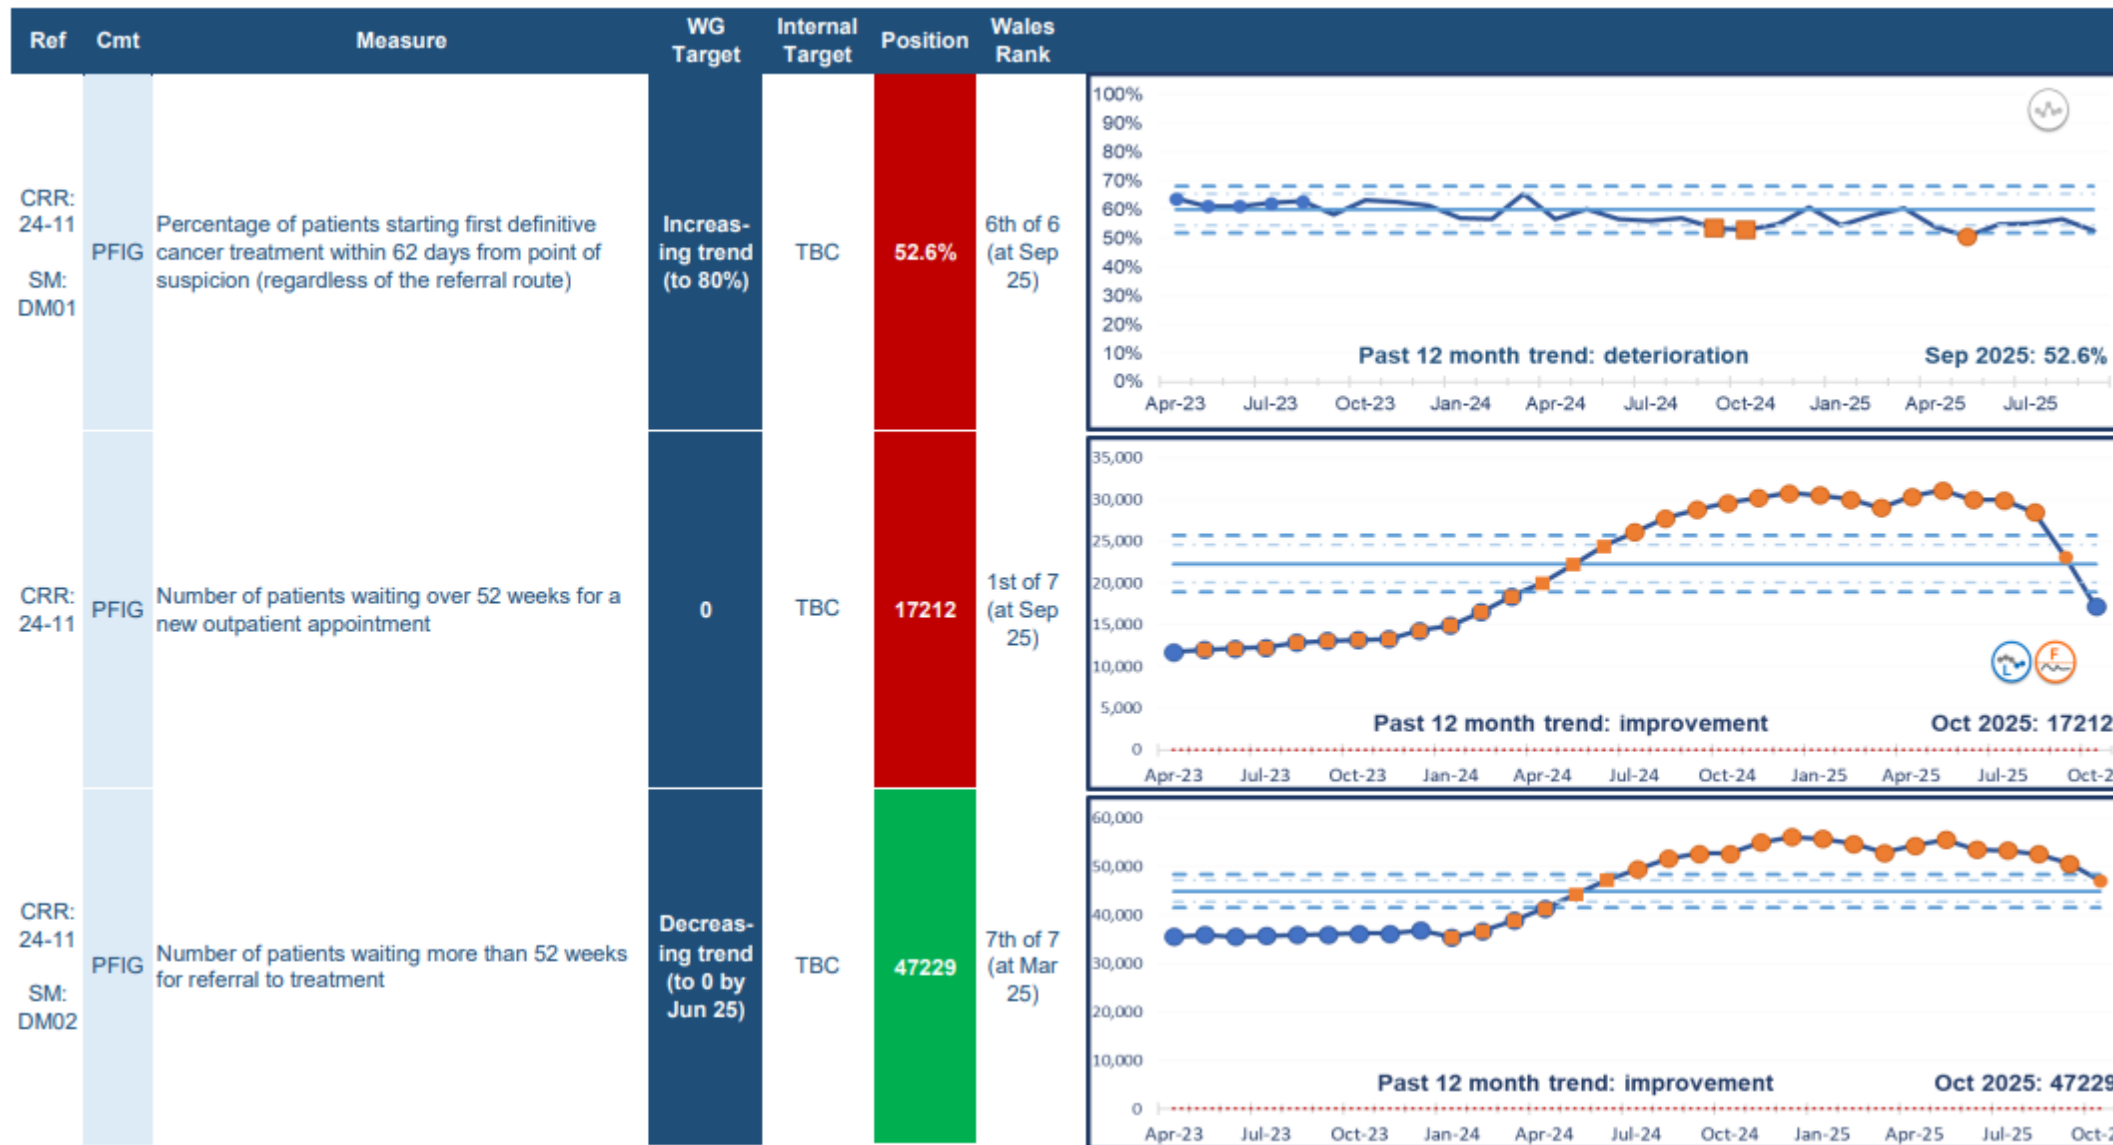 Ref Cmt Measure WG Target Internal Target Position Wales Rank
CRR:
24-11
SM:
DM01
PFIG
Percentage of patients starting first definitive
cancer treatment within 62 days from point of
suspicion (regardless of the referral route)
Increas-
ing trend
(to 80%)
TBC
52.6%
6th of 6
(at Sep
25)
100%
90%
80%
70%
60%
50%
40%
30%
20%
10%
0%
Past 12 month trend: deterioration
Sep 2025: 52.6%
Apr-23 Jul-23 Oct-23 Jan-24 Apr-24 Jul-24 Oct-24 Jan-25 Apr-25 Jul-25
CRR:
24-11
PFIG
Number of patients waiting over 52 weeks for a
new outpatient appointment
0
TBC
17212
1st of 7
(at Sep
25)
35,000
30,000
25,000
20,000
15,000
10,000
5,000
0
L
F
Past 12 month trend: improvement
Oct 2025: 17212
Apr-23 Jul-23 Oct-23 Jan-24 Apr-24 Jul-24 Oct-24 Jan-25 Apr-25 Jul-25 Oct-2
CRR:
24-11
SM:
DM02
PFIG
Number of patients waiting more than 52 weeks
for referral to treatment
Decreas-
ing trend
(to 0 by
Jun 25)
TBC
47229
7th of 7
(at Mar
25)
60,000
50,000
40,000
30,000
20,000
10,000
0
Past 12 month trend: improvement
Oct 2025: 47229
Apr-23 Jul-23 Oct-23 Jan-24 Apr-24 Jul-24 Oct-24 Jan-25 Apr-25 Jul-25 Oct-2